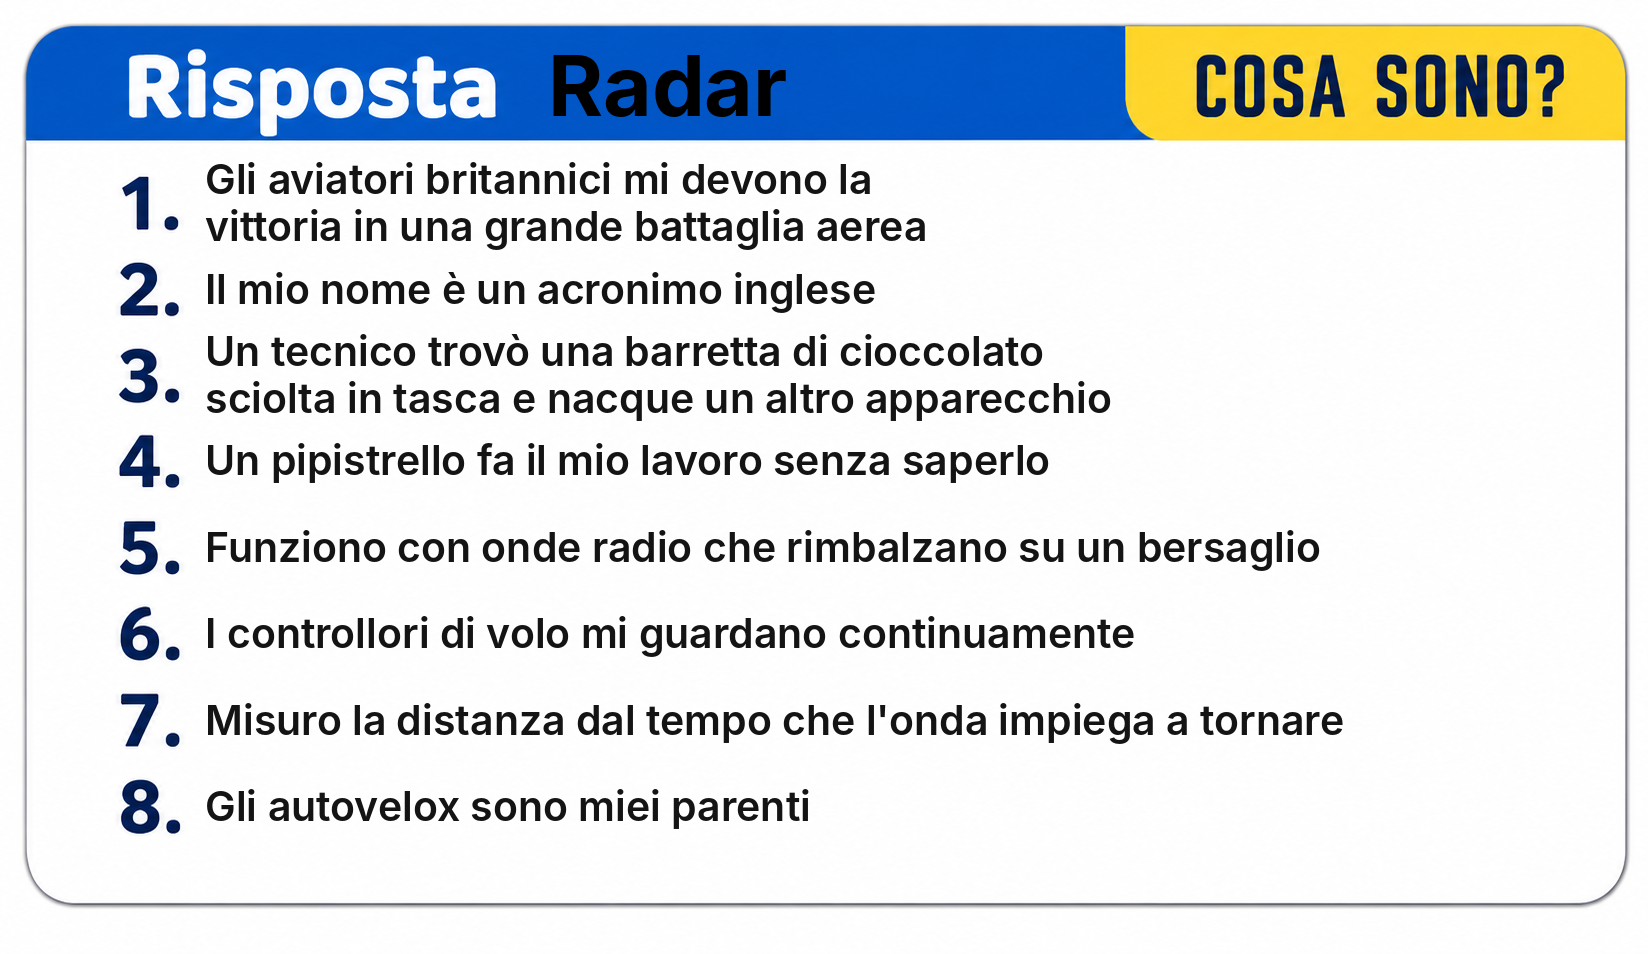 Risposta Radar
COSA SONO?
1. Gli aviatori britannici mi devono la
vittoria in una grande battaglia aerea
2. Il mio nome è un acronimo inglese
3. Un tecnico trovò una barretta di cioccolato
sciolta in tasca e nacque un altro apparecchio
4. Un pipistrello fa il mio lavoro senza saperlo
5. Funziono con onde radio che rimbalzano su un bersaglio
6. I controllori di volo mi guardano continuamente
7. Misuro la distanza dal tempo che l'onda impiega a tornare
8. Gli autovelox sono miei parenti